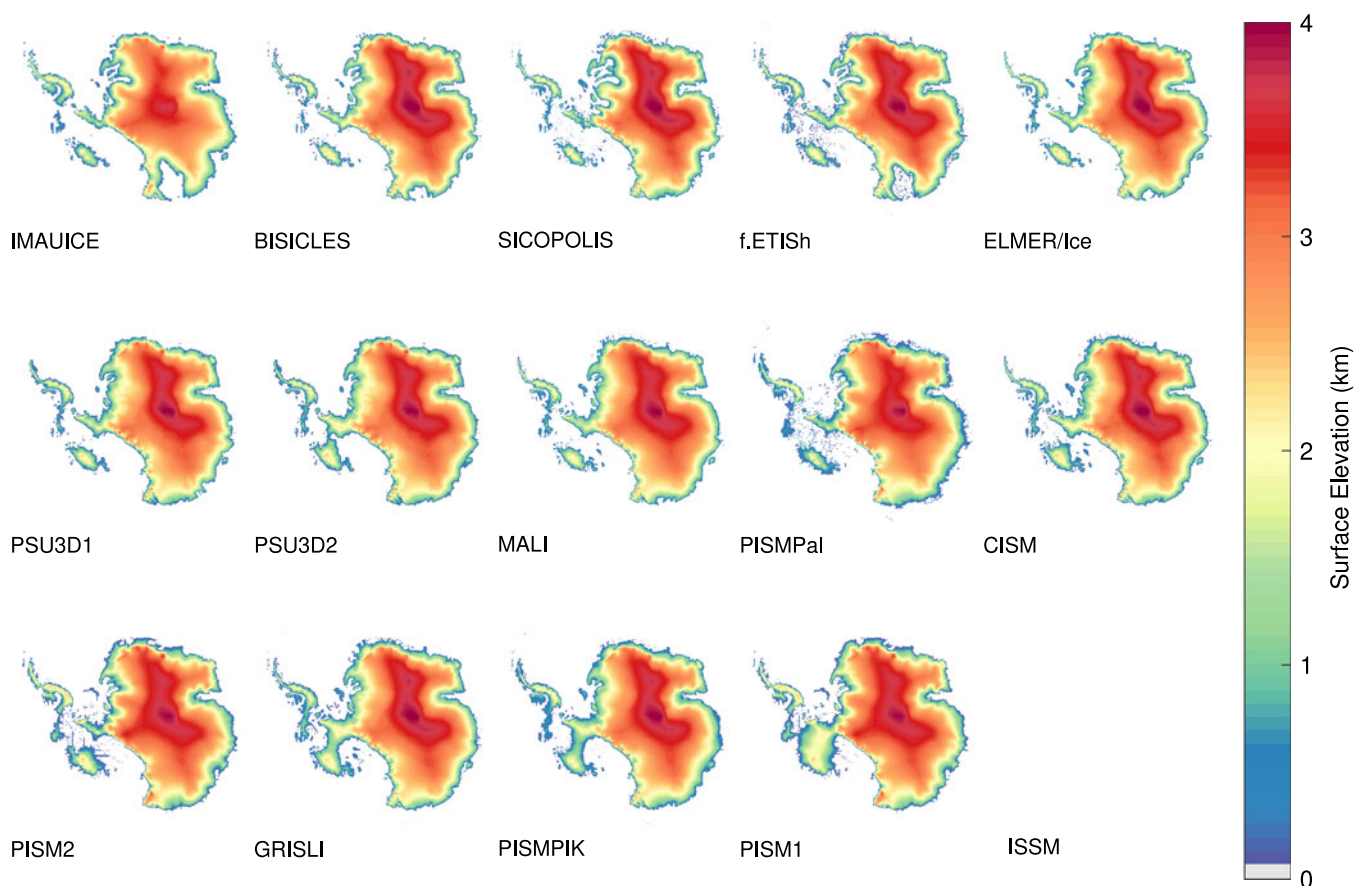 IMAUICE BISICLES SICOPOLIS f.ETISh ELMER/Ice
PSU3D1 PSU3D2 MALI PISMPal CISM
PISM2 GRISLI PISMPIK PISM1 ISSM
4
3
2
1
0
Surface Elevation (km)